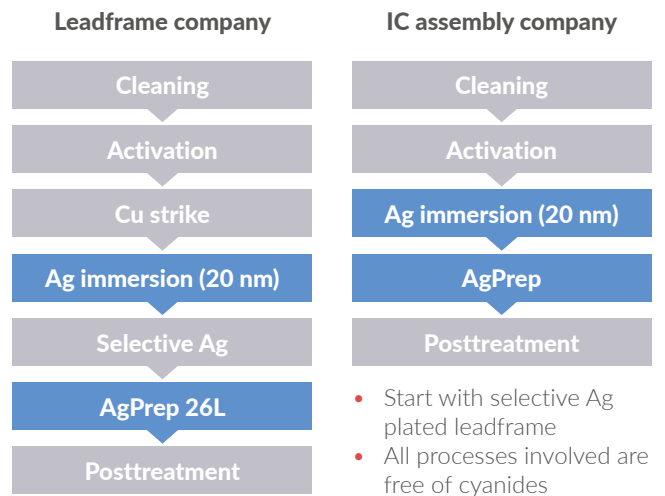 Leadframe company
Cleaning
Activation
Cu strike
Ag immersion (20 nm)
Selective Ag
AgPrep 26L
Posttreatment
IC assembly company
Cleaning
Activation
Ag immersion (20 nm)
AgPrep
Posttreatment
• Start with selective Ag
plated leadframe
• All processes involved are
free of cyanides